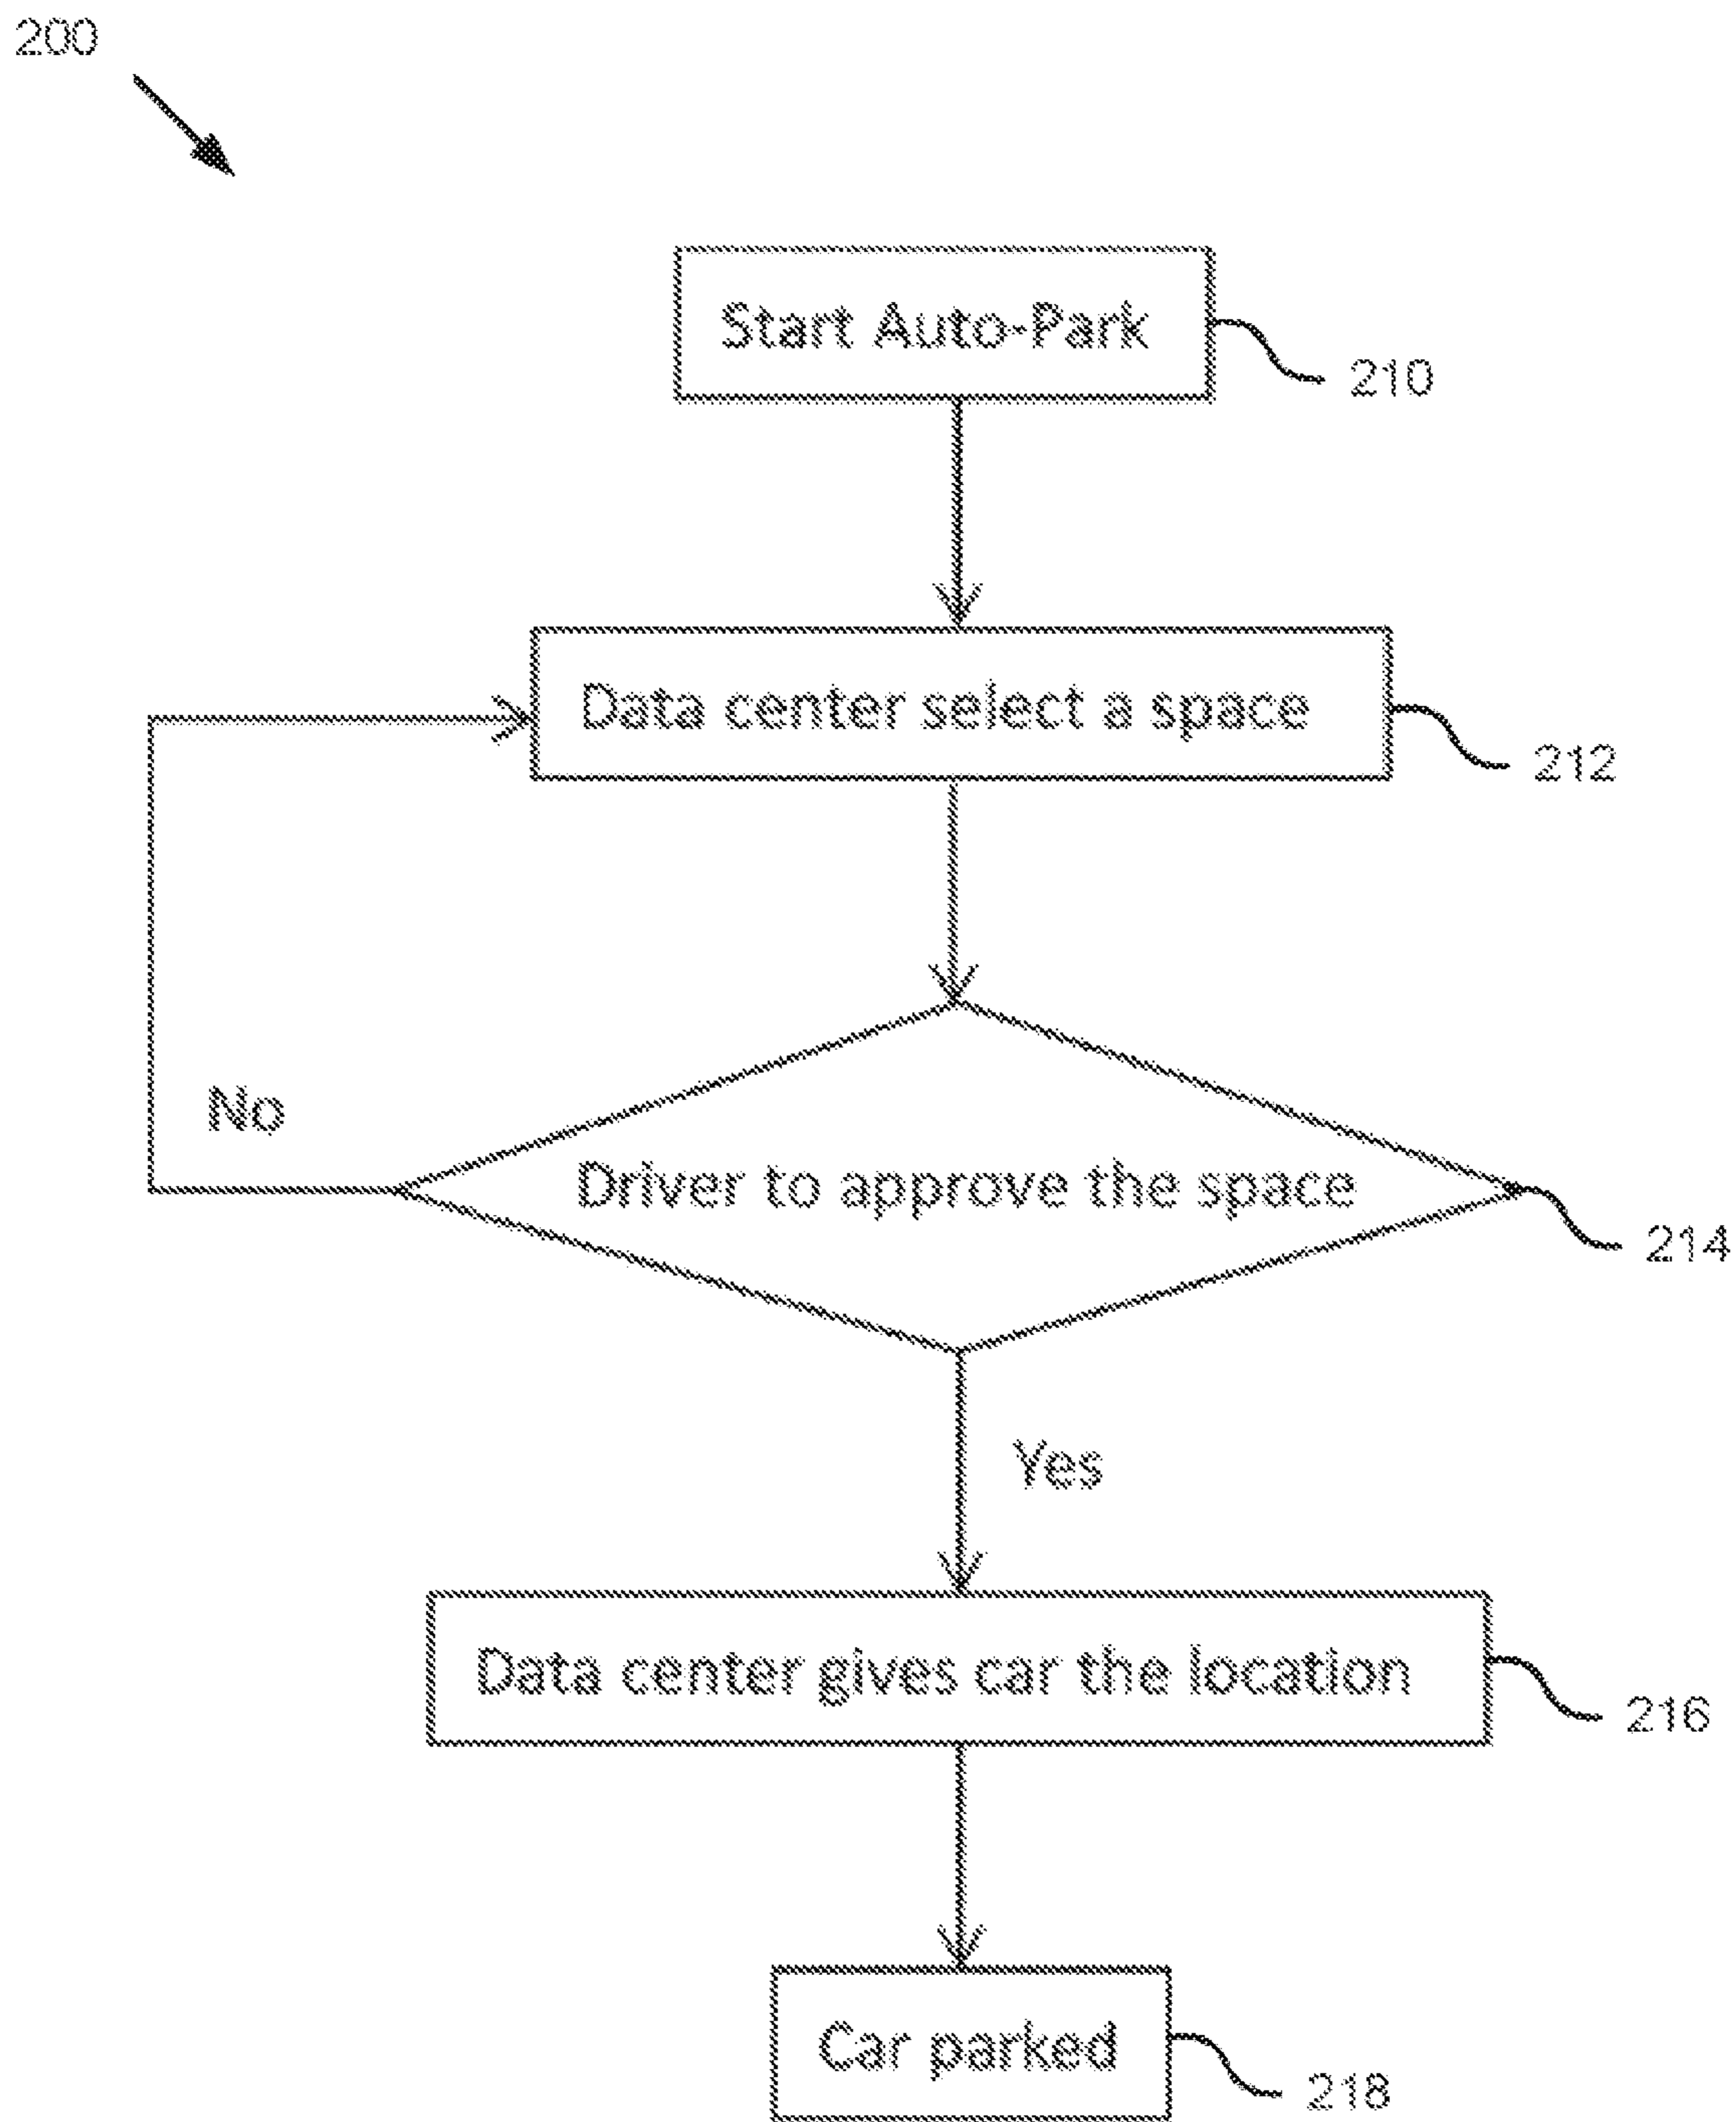 200
Start Auto-Park
210
Data center select a space
212
No
Driver to approve the space
214
Yes
Data center gives car the location
216
Car parked
218